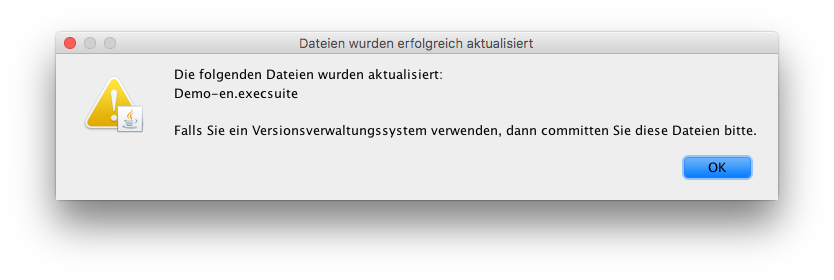 Dateien wurden erfolgreich aktualisiert
Die folgenden Dateien wurden aktualisiert:
Demo-en.execsuite
Falls Sie ein Versionsverwaltungssystem verwenden, dann committen Sie diese Dateien bitte.
OK